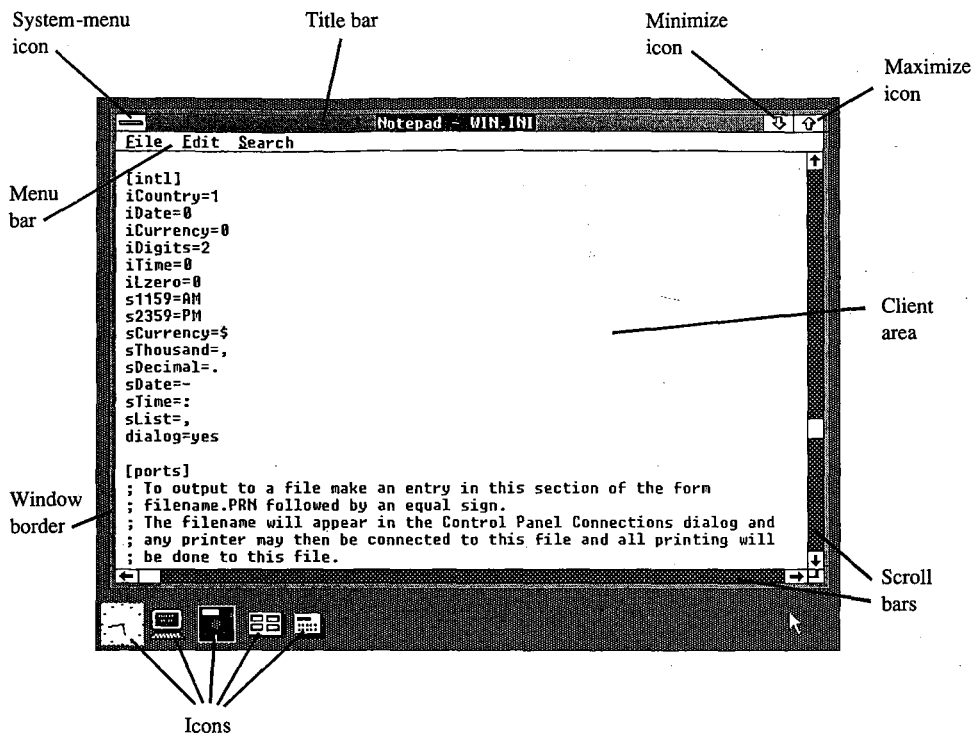 System-menu
icon
Title bar
Minimize
icon
Maximize
icon
Notepad - WIN.INI
File Edit Search
Menu
bar
[intl]
iCountry=1
iDate=0
iCurrency=0
iDigits=2
iTime=0
iLzero=0
s1159=AM
s2359=PM
sCurrency=$
sThousand=,
sDecimal=.
sDate=-
sTime=:
sList=,
dialog=yes
Client
area
[ports]
; To output to a file make an entry in this section of the form
; filename.PRN followed by an equal sign.
; The filename will appear in the Control Panel Connections dialog and
; any printer may then be connected to this file and all printing will
; be done to this file.
Window
border
Scroll
bars
Icons